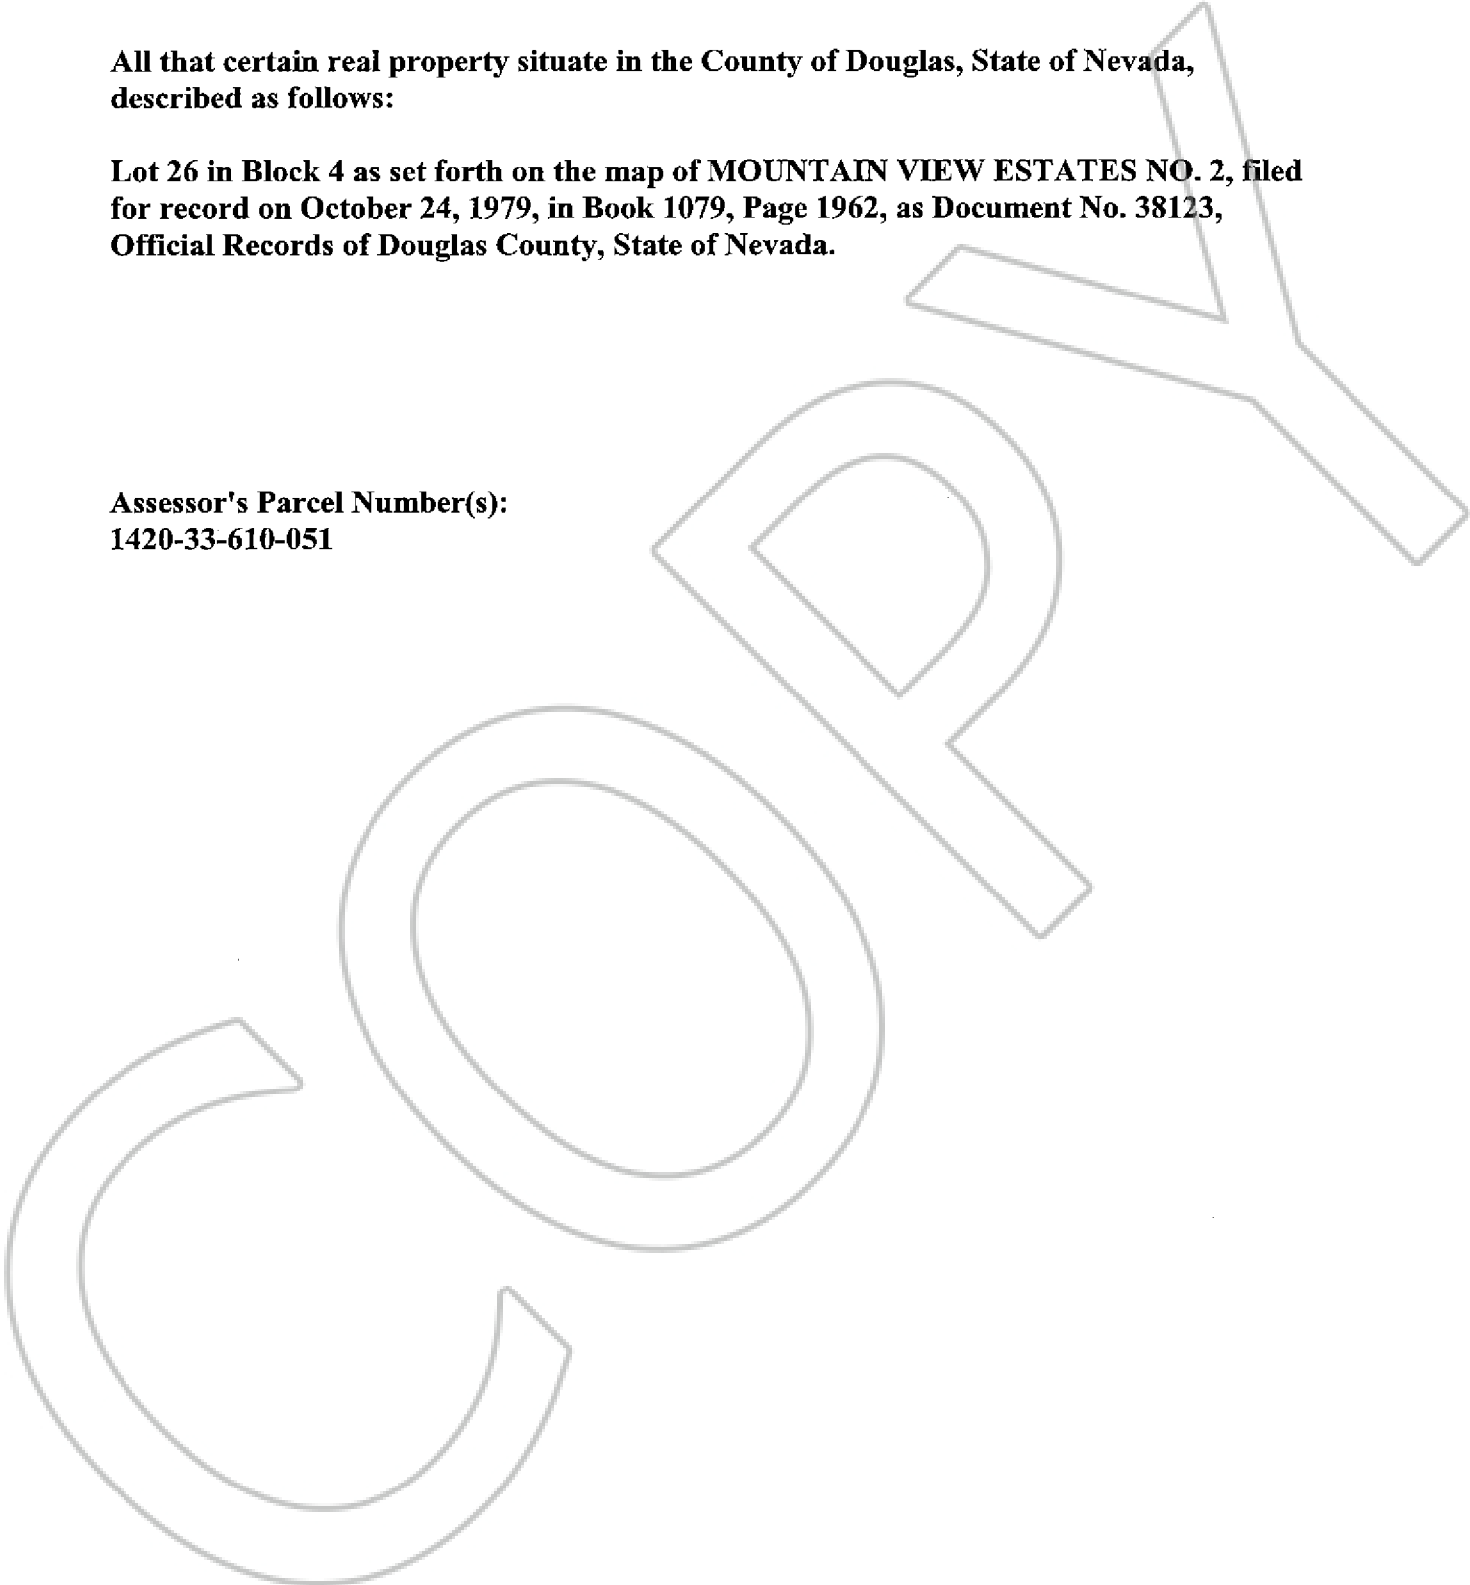 All that certain real property situate in the County of Douglas, State of Nevada,
described as follows:
Lot 26 in Block 4 as set forth on the map of MOUNTAIN VIEW ESTATES NO. 2, filed
for record on October 24, 1979, in Book 1079, Page 1962, as Document No. 38123,
Official Records of Douglas County, State of Nevada.
Assessor's Parcel Number(s):
1420-33-610-051
COPY